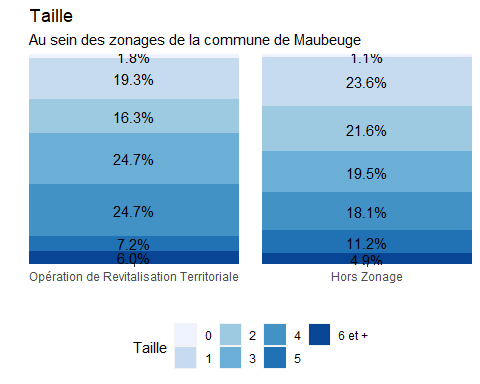 Taille
Au sein des zonages de la commune de Maubeuge
1.8% 1.1%
19.3% 23.6%
16.3% 21.6%
24.7% 19.5%
24.7% 18.1%
7.2% 11.2%
6.0% 4.9%
Opération de Revitalisation Territoriale Hors Zonage
Taille 0 2 4 6 et +
1 3 5